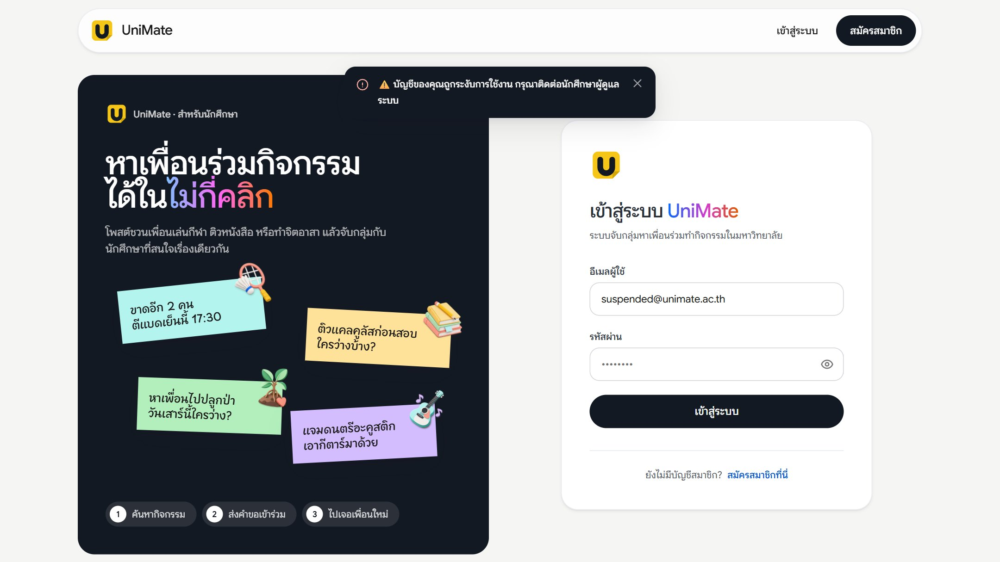 UniMate
เข้าสู่ระบบ
สมัครสมาชิก
⚠️ บัญชีของคุณถูกระงับการใช้งาน กรุณาติดต่อนักศึกษาผู้ดูแล
ระบบ
UniMate · สำหรับนักศึกษา
หาเพื่อนร่วมกิจกรรม
ได้ในไม่กี่คลิก
โพสต์ชวนเพื่อนเล่นกีฬา ติวหนังสือ หรือทำจิตอาสา แล้วจับกลุ่มกับ
นักศึกษาที่สนใจเรื่องเดียวกัน
ขาดอีก 2 คน
ตีแบดเย็นนี้ 17:30
ติวแคลคูลัสก่อนสอบ
ใครว่างบ้าง?
หาเพื่อนไปปลูกป่า
วันเสาร์นี้ใครว่าง?
แจมดนตรีอะคูสติก
เอากีตาร์มาด้วย
1 ค้นหากิจกรรม
2 ส่งคำขอเข้าร่วม
3 ไปเจอเพื่อนใหม่
เข้าสู่ระบบ UniMate
ระบบจับกลุ่มหาเพื่อนร่วมทำกิจกรรมในมหาวิทยาลัย
อีเมลผู้ใช้
suspended@unimate.ac.th
รหัสผ่าน
••••••••
เข้าสู่ระบบ
ยังไม่มีบัญชีสมาชิก? สมัครสมาชิกที่นี่